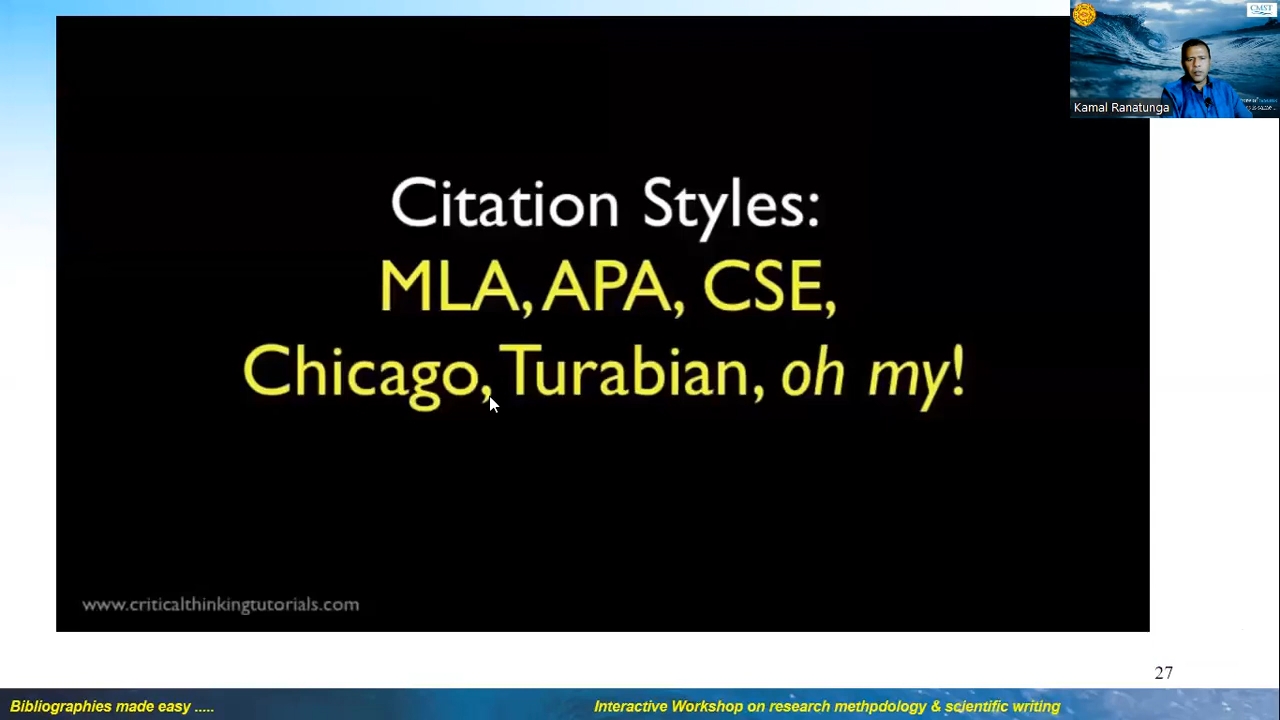 CMST
Kamal Ranatunga
Citation Styles:
MLA, APA, CSE,
Chicago, Turabian, oh my!
www.criticalthinkingtutorials.com
27
Bibliographies made easy .....
Interactive Workshop on research methpdology & scientific writing